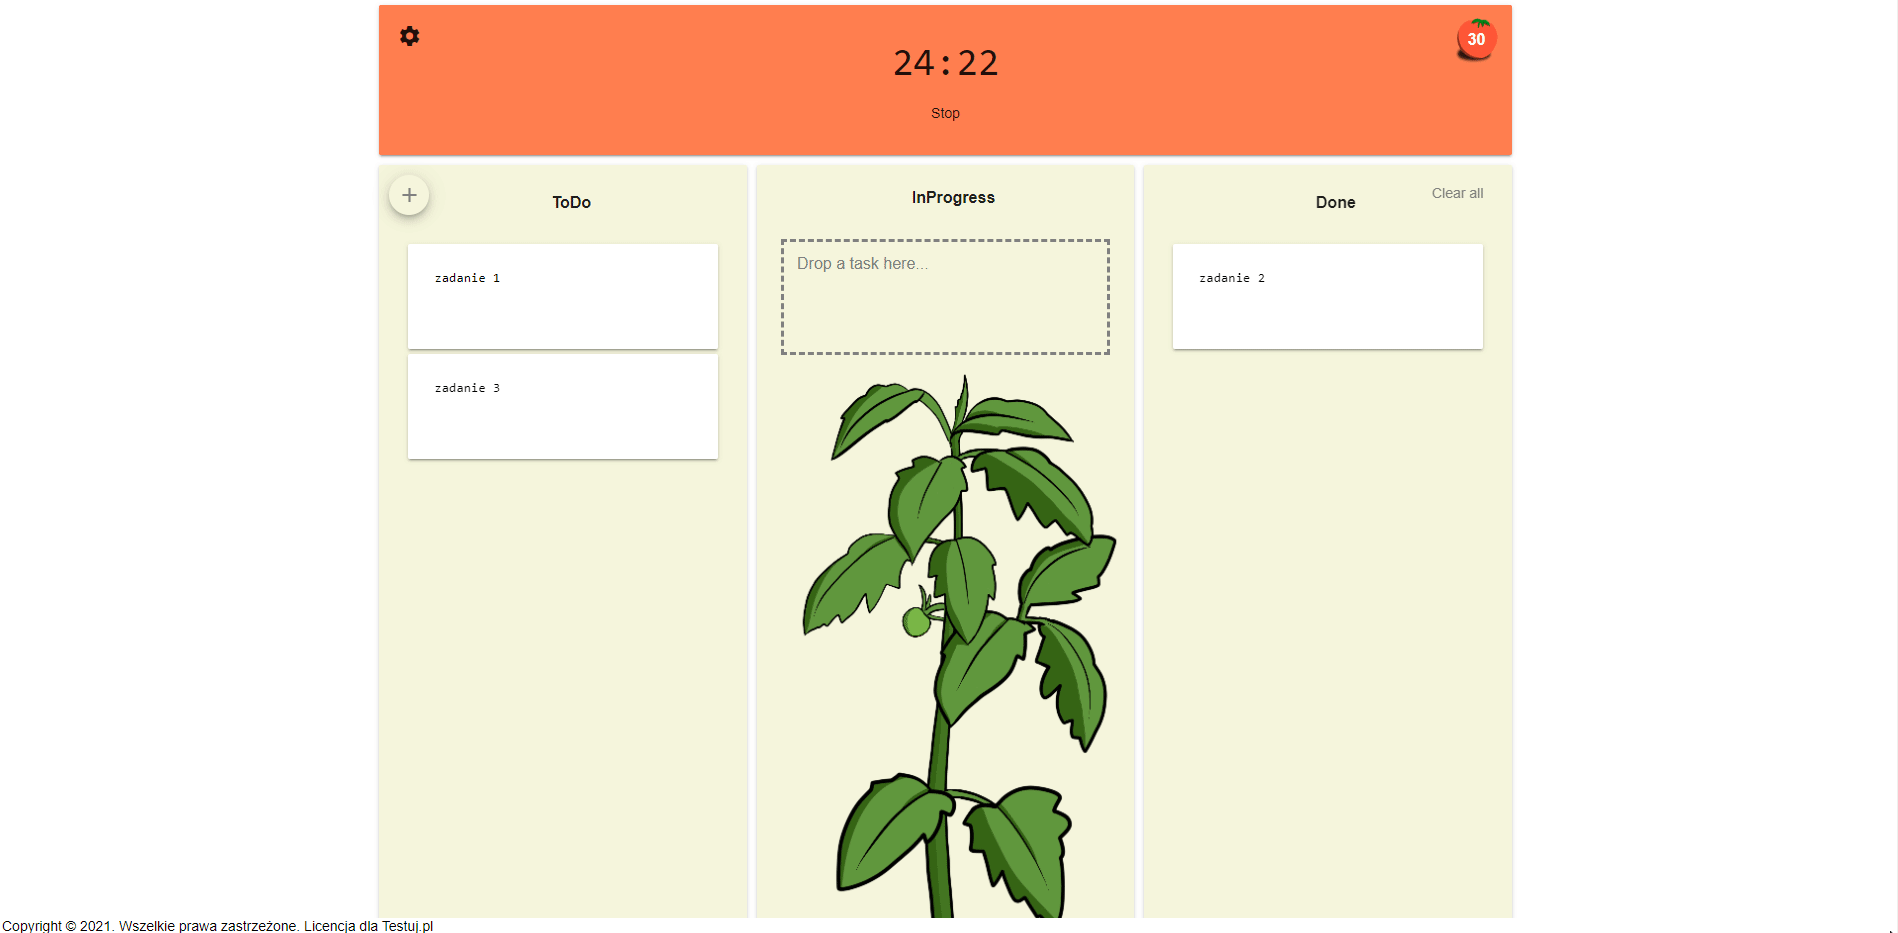 30
24:22
Stop
ToDo
zadanie 1
zadanie 3
InProgress
Drop a task here...
Done
Clear all
zadanie 2
Copyright © 2021. Wszelkie prawa zastrzeżone. Licencja dla Testuj.pl